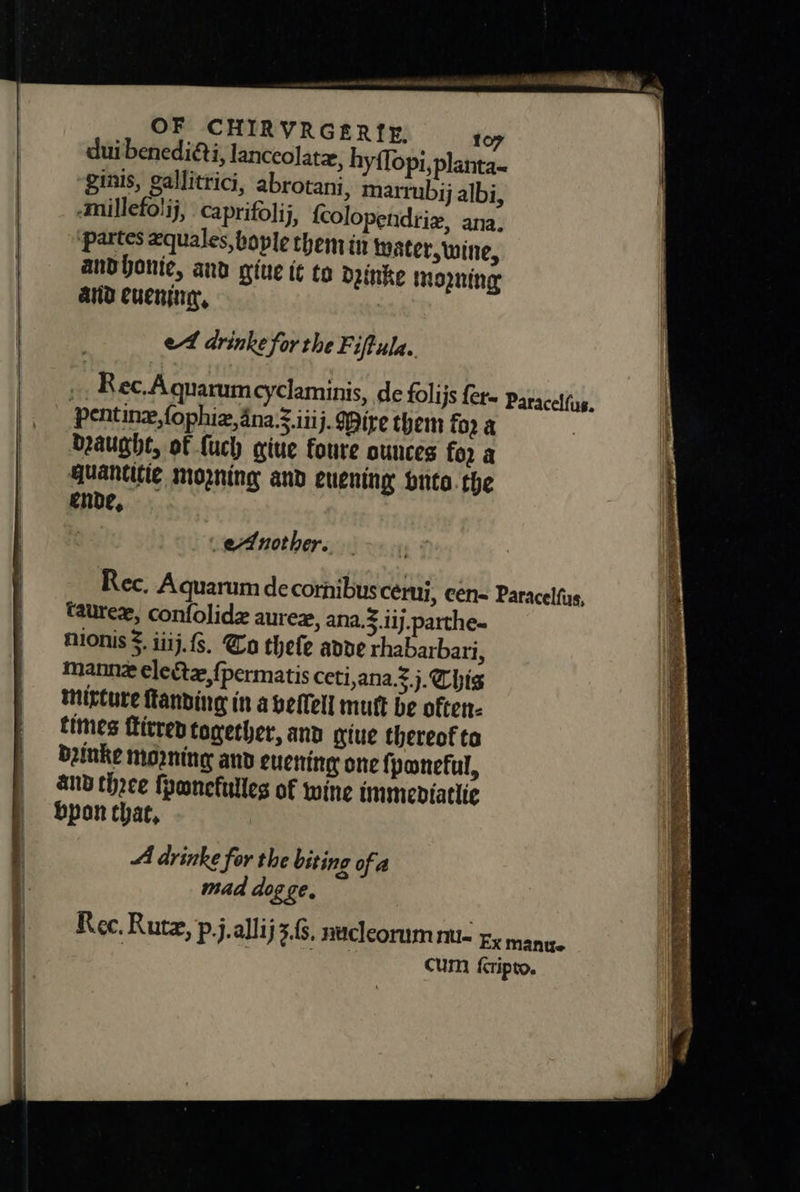 OF CHIRVRGERIE. 107
dui benedicti, lanceolatæ, hyſſopi, planta-
ginis, gallitrici, abrotani, marrubij albi,
millefolij, caprifolij, ſcolopendriæ, ana.
partes æquales, boyle them in water, wine,
and honie, and giue it to drinke morning
and euening.
A drinke for the Fiſtula.
Rec. Aquarum cyclaminis, de folijs ſer- Paracelſus.
pentinæ, ſophiæ, ána. ℥. iiij. Mixe them for a
draught, of ſuch giue foure ounces for a
quantitie morning and euening vnto the
ende.
Another.
Rec. Aquarum de cornibus cerui, cen- Paracelſus.
taureæ, conſolidæ aureæ, ana. ℥. iij. parthe-
nionis ℥. iiij. ſs. To theſe adde rhabarbari,
mannæ electæ, ſpermatis ceti, ana. ℥. j. This
mixture ſtanding in a veſſell muſt be often-
times ſtirred together, and giue thereof to
drinke morning and euening one ſpooneful,
and three ſpoonefulles of wine immediatlie
vpon that.
A drinke for the biting of a
mad dogge.
Rec. Rutæ, p. j. allij ʒ. ſs. nucleorum nu- Ex manu-
cum ſcripto.